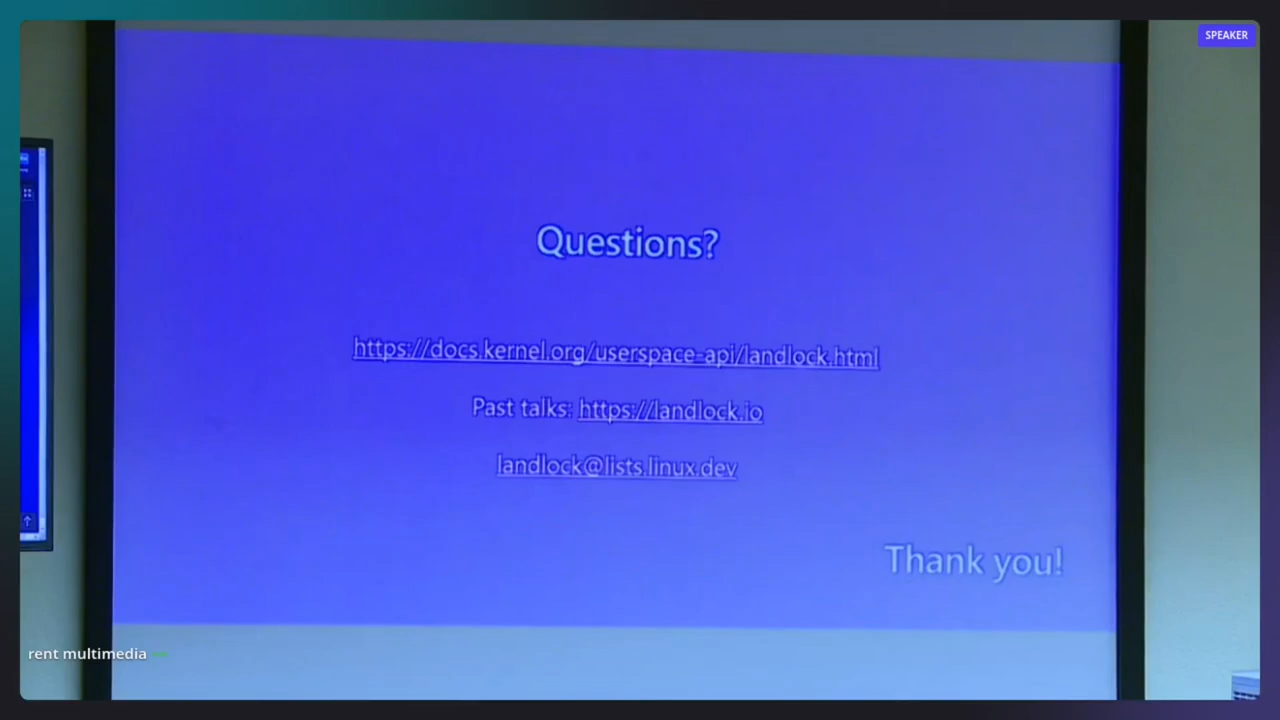 SPEAKER
Questions?
https://docs.kernel.org/userspace-api/landlock.html
Past talks: https://landlock.io
landlock@lists.linux.dev
Thank you!
rent multimedia